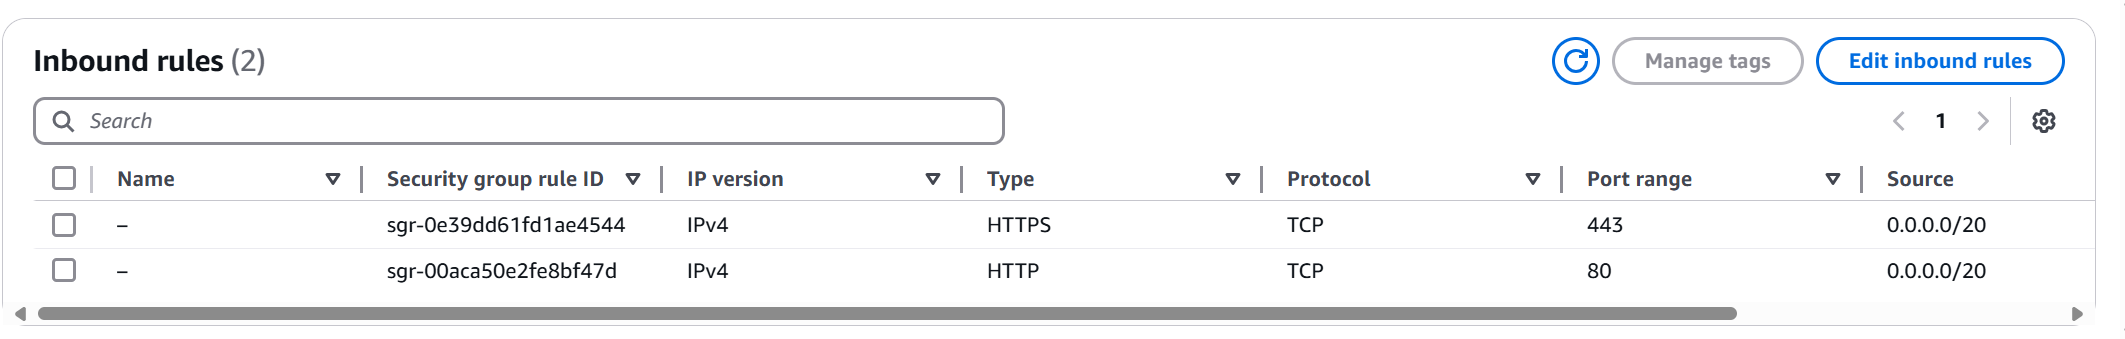 Inbound rules (2)
Manage tags
Edit inbound rules
Search
1
Name Security group rule ID IP version Type Protocol Port range Source
– sgr-0e39dd61fd1ae4544 IPv4 HTTPS TCP 443 0.0.0.0/20
– sgr-00aca50e2fe8bf47d IPv4 HTTP TCP 80 0.0.0.0/20